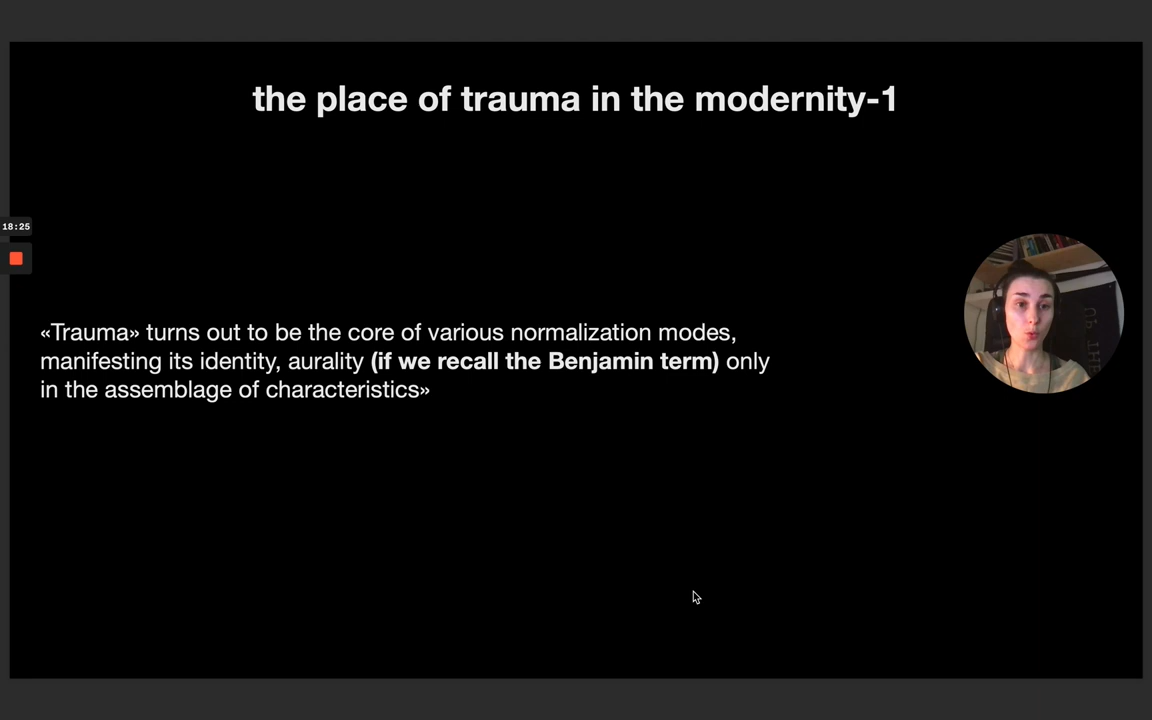 the place of trauma in the modernity-1
18:25
«Trauma» turns out to be the core of various normalization modes,
manifesting its identity, aurality (if we recall the Benjamin term) only
in the assemblage of characteristics»